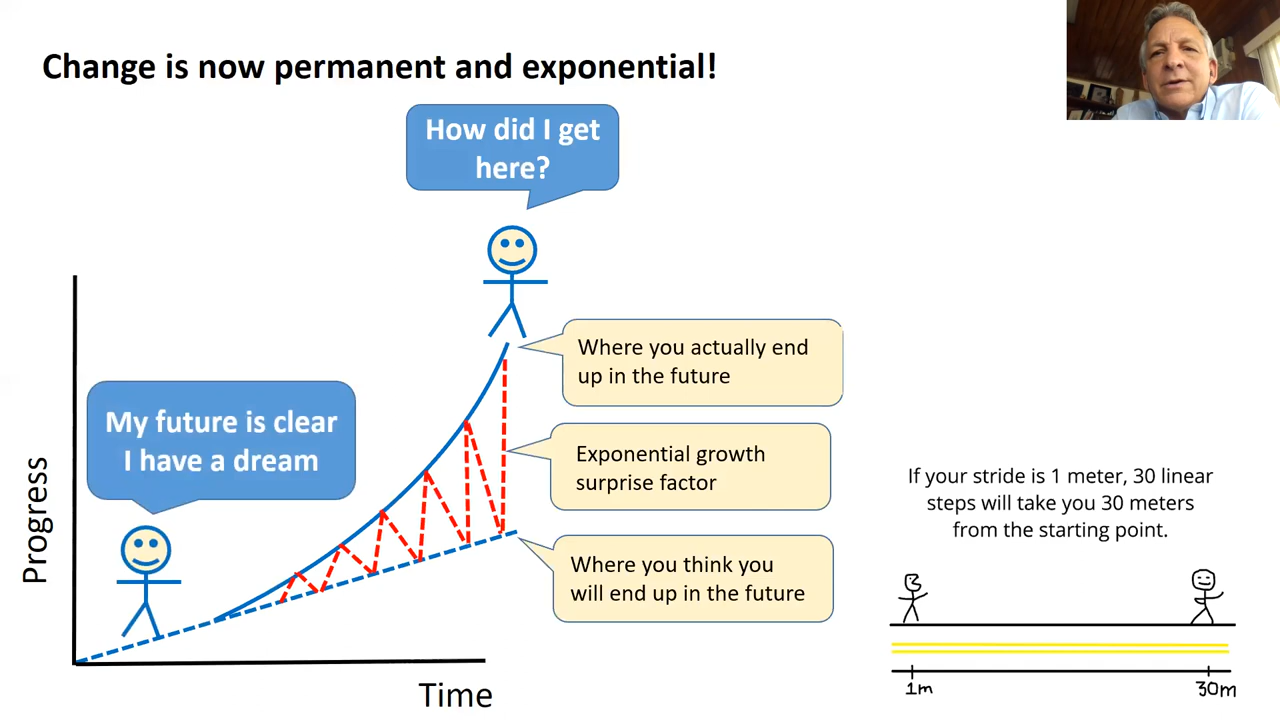 Change is now permanent and exponential!
How did I get
here?
My future is clear
I have a dream
Where you actually end
up in the future
Exponential growth
surprise factor
Where you think you
will end up in the future
Progress
Time
If your stride is 1 meter, 30 linear
steps will take you 30 meters
from the starting point.
1m
30m